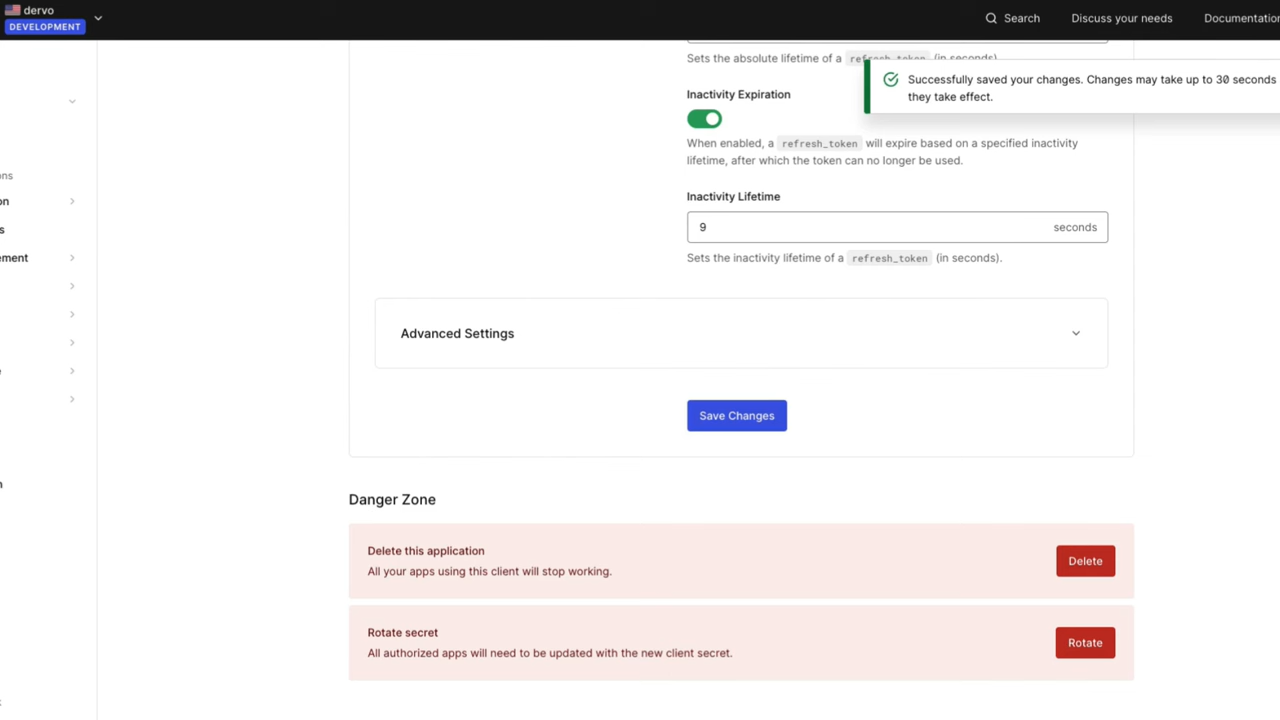 dervo
DEVELOPMENT
Search
Discuss your needs
Documentation
Sets the absolute lifetime of a refresh_token (in seconds).
Successfully saved your changes. Changes may take up to 30 seconds
they take effect.
Inactivity Expiration
When enabled, a refresh_token will expire based on a specified inactivity
lifetime, after which the token can no longer be used.
ons
on
s
ement
e
n
Inactivity Lifetime
9 seconds
Sets the inactivity lifetime of a refresh_token (in seconds).
Advanced Settings
Save Changes
Danger Zone
Delete this application
All your apps using this client will stop working.
Delete
Rotate secret
All authorized apps will need to be updated with the new client secret.
Rotate